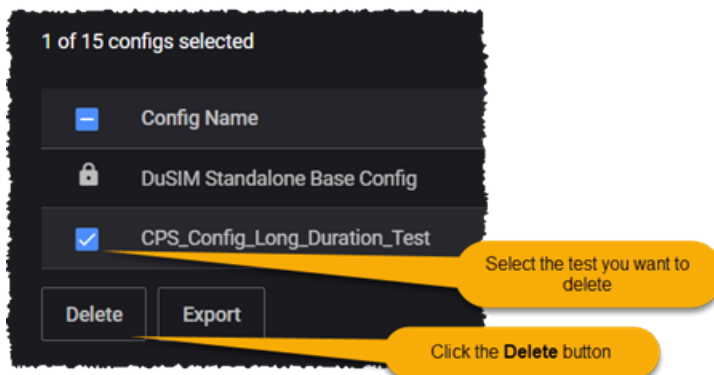 1 of 15 configs selected
Config Name
DuSIM Standalone Base Config
CPS_Config_Long_Duration_Test
Select the test you want to
delete
Delete
Export
Click the Delete button